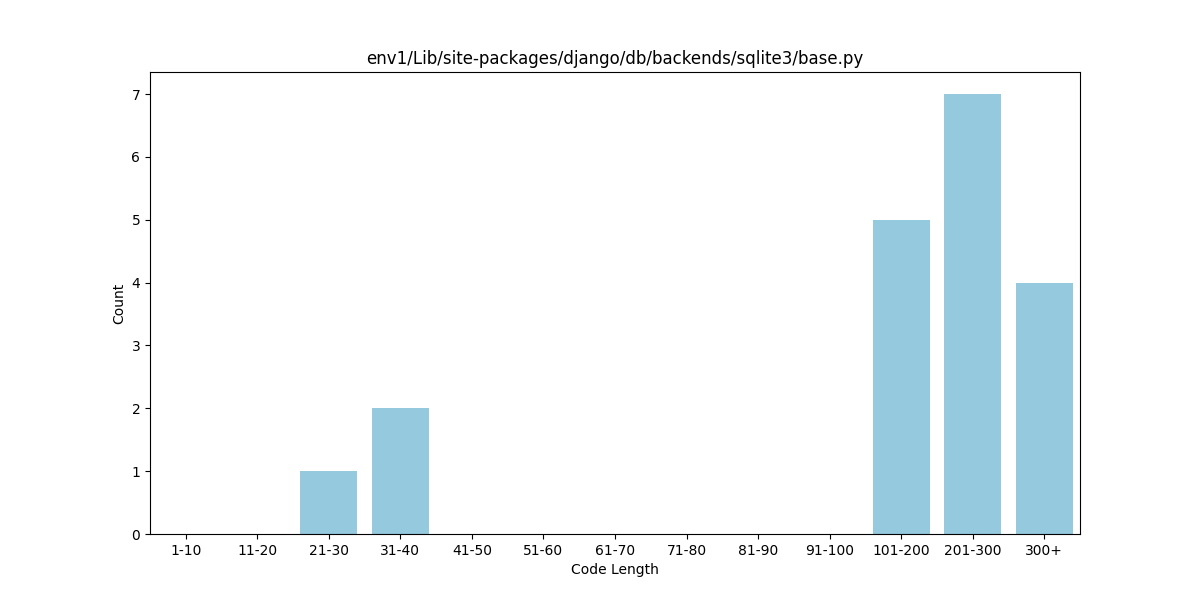 env1/Lib/site-packages/django/db/backends/sqlite3/base.py
7
6
5
4
3
2
1
0
Count
1-10 11-20 21-30 31-40 41-50 51-60 61-70 71-80 81-90 91-100 101-200 201-300 300+
Code Length